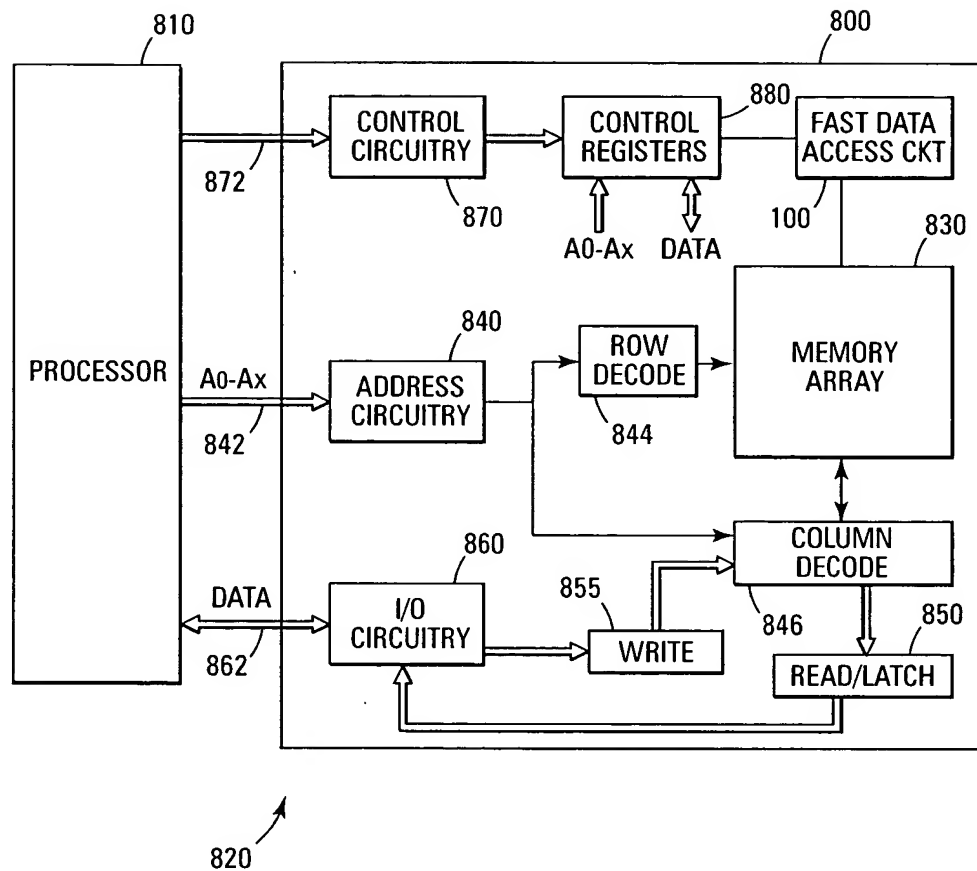 810
800
880
CONTROL
CIRCUITRY
CONTROL
REGISTERS
FAST DATA
ACCESS CKT
872
870
100
A0-Ax
DATA
830
840
PROCESSOR
A0-Ax
ADDRESS
CIRCUITRY
ROW
DECODE
MEMORY
ARRAY
842
844
860
COLUMN
DECODE
DATA
I/O
CIRCUITRY
855
846
850
862
WRITE
READ/LATCH
820